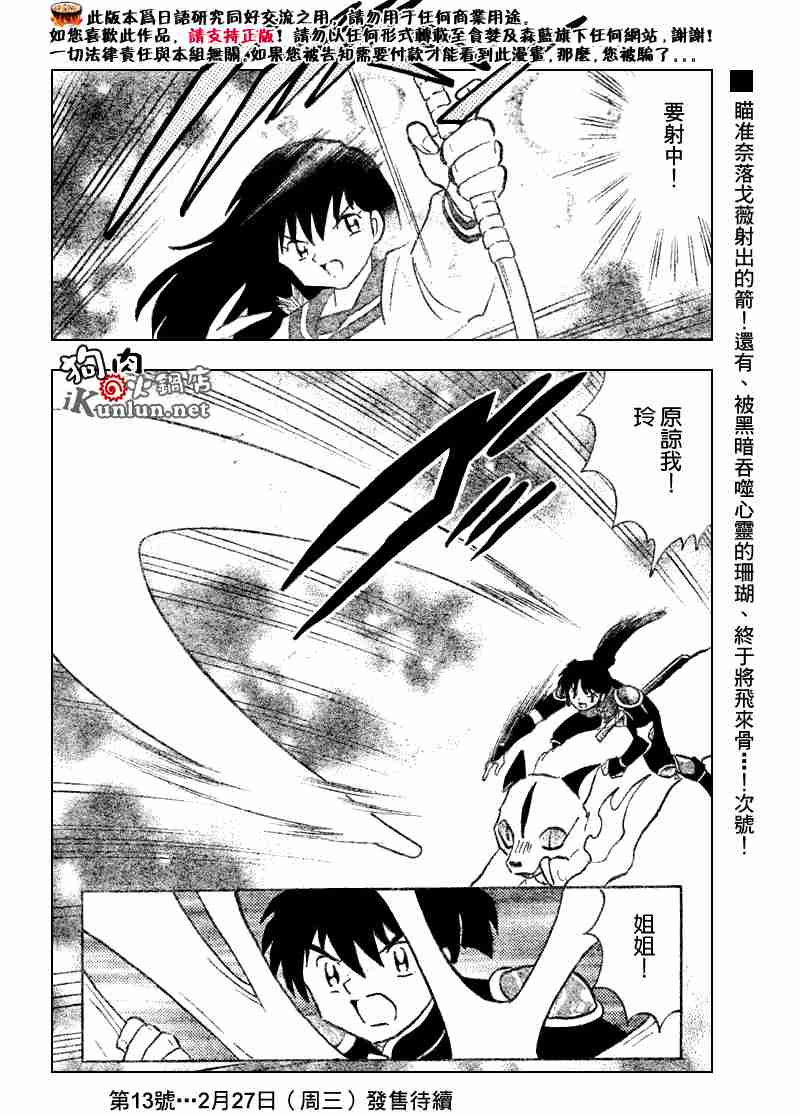 此版本爲日語研究同好交流之用，請勿用于任何商業用途。
如您喜歡此作品，請支持正版！請勿以任何形式轉載至貪婪及森藍旗下任何網站，謝謝！
一切法律責任與本組無關。如果您被告知需要付款才能看到此漫畫，那麽，您被騙了...
要射中！
■瞄准奈落戈薇射出的箭！還有、被黑暗吞噬心靈的珊瑚、終于將飛來骨…！次號！
狗肉
火鍋店
iKunlun.net
原諒我！
玲
姐姐！
第13號…2月27日（周三）發售待續